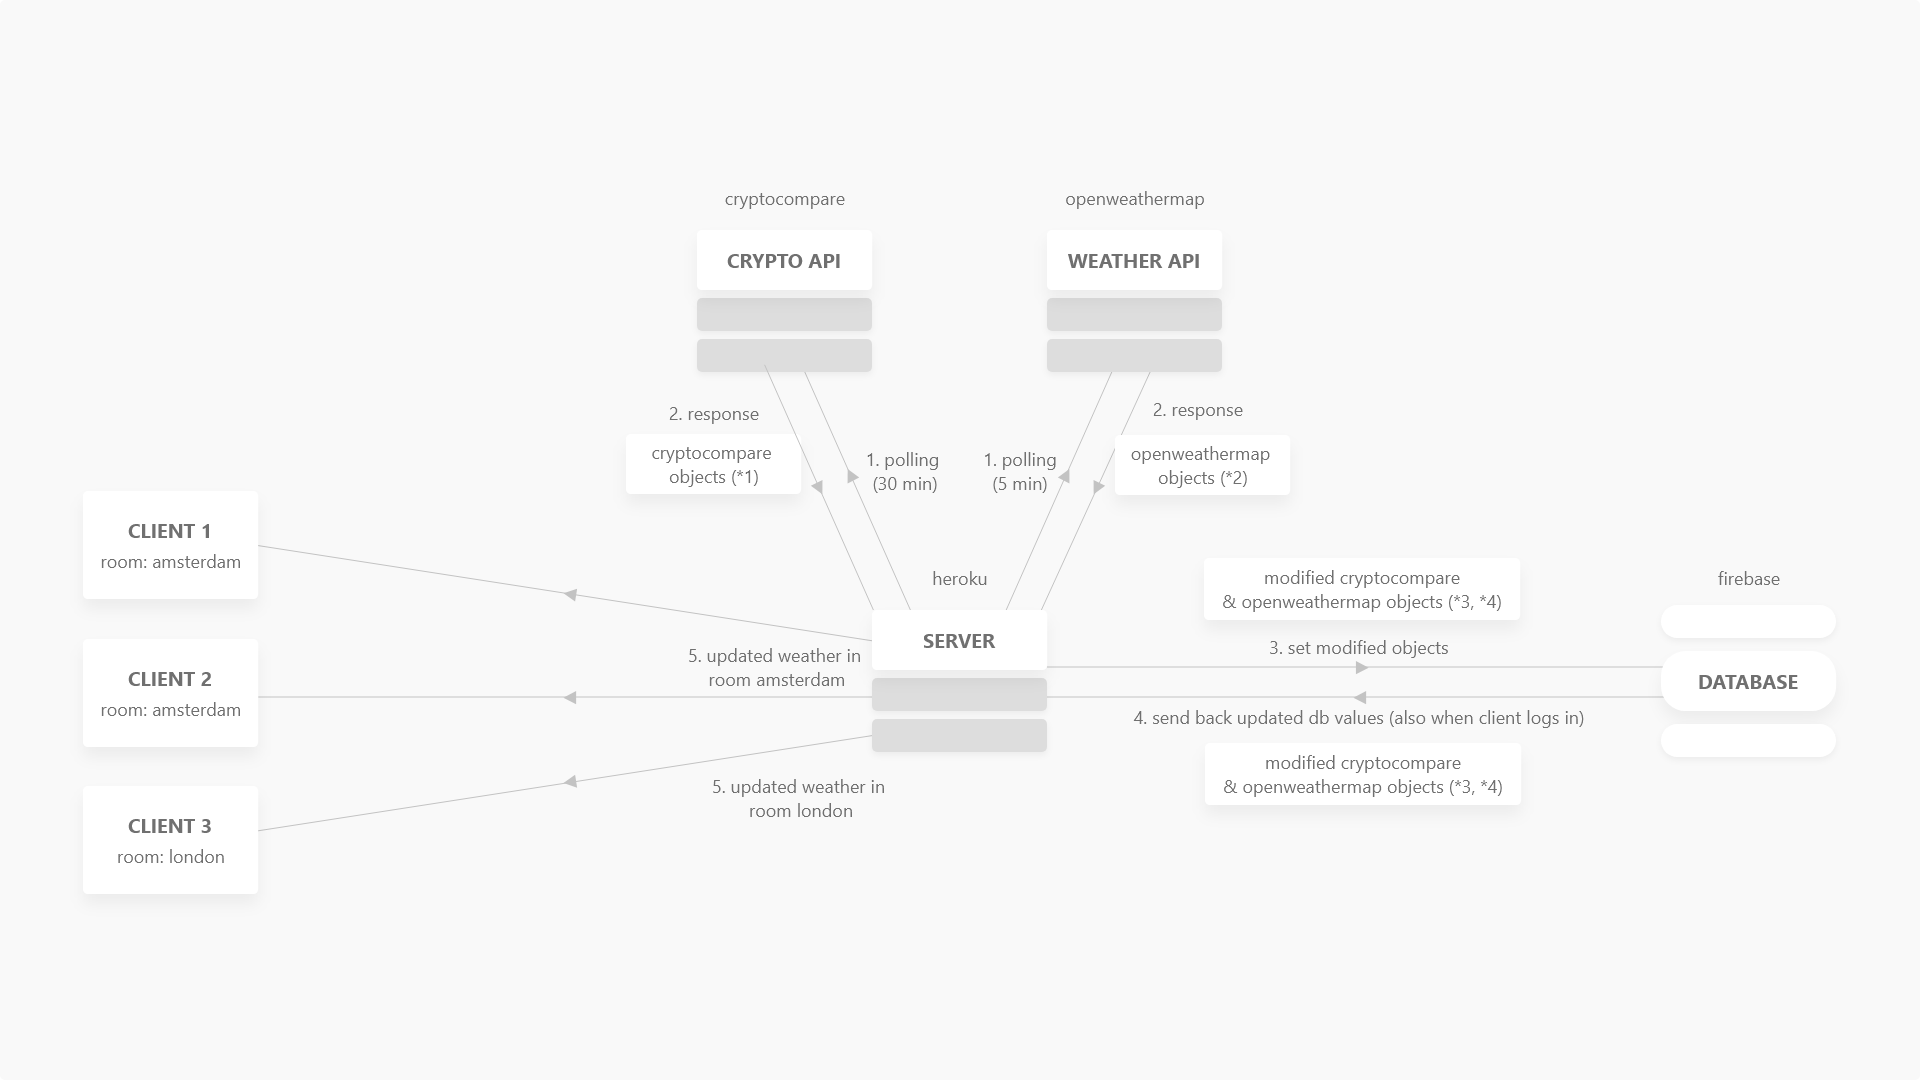 cryptocompare
CRYPTO API
openweathermap
WEATHER API
2. response
cryptocompare
objects (*1)
1. polling
(30 min)
1. polling
(5 min)
2. response
openweathermap
objects (*2)
CLIENT 1
room: amsterdam
CLIENT 2
room: amsterdam
CLIENT 3
room: london
5. updated weather in
room amsterdam
5. updated weather in
room london
heroku
SERVER
modified cryptocompare
& openweathermap objects (*3, *4)
3. set modified objects
4. send back updated db values (also when client logs in)
modified cryptocompare
& openweathermap objects (*3, *4)
firebase
DATABASE